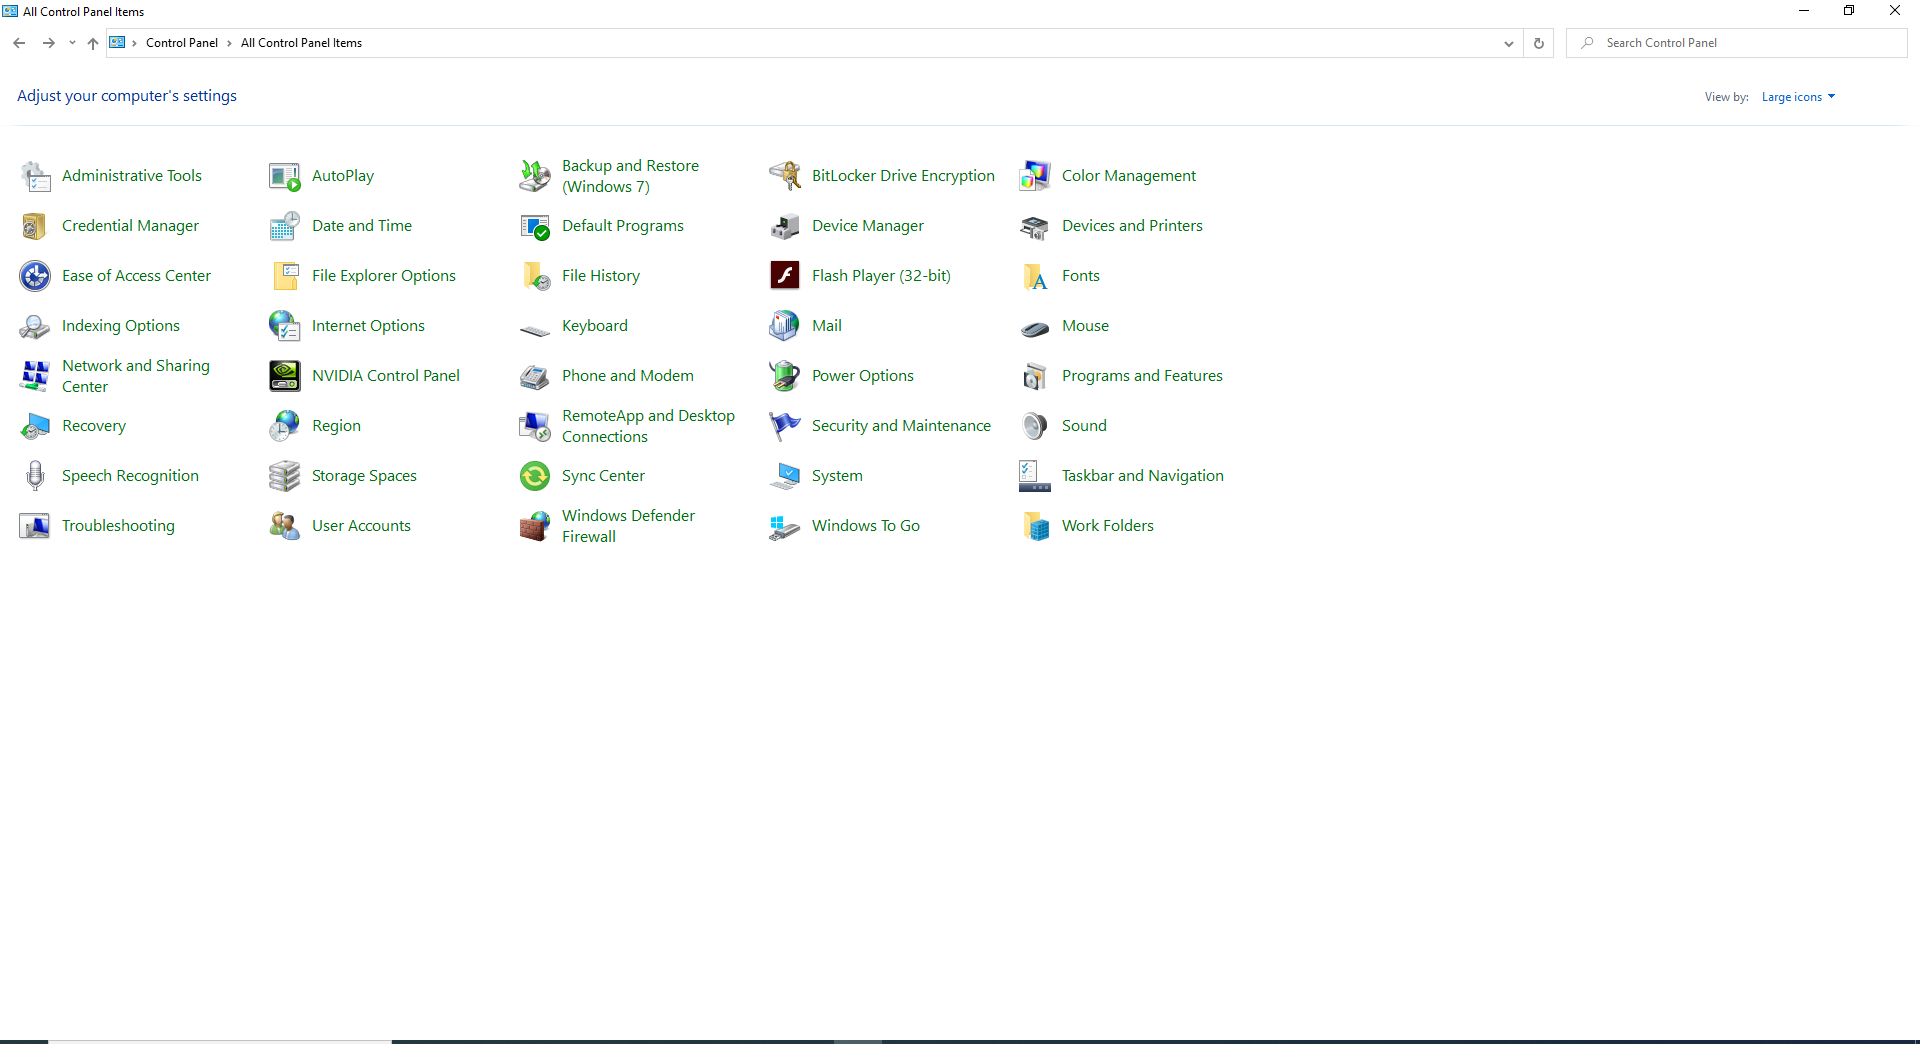 All Control Panel Items
Control Panel All Control Panel Items
Search Control Panel
Adjust your computer's settings
View by: Large icons
Administrative Tools
AutoPlay
Backup and Restore
(Windows 7)
BitLocker Drive Encryption
Color Management
Credential Manager
Date and Time
Default Programs
Device Manager
Devices and Printers
Ease of Access Center
File Explorer Options
File History
Flash Player (32-bit)
Fonts
Indexing Options
Internet Options
Keyboard
Mail
Mouse
Network and Sharing
Center
NVIDIA Control Panel
Phone and Modem
Power Options
Programs and Features
Recovery
Region
RemoteApp and Desktop
Connections
Security and Maintenance
Sound
Speech Recognition
Storage Spaces
Sync Center
System
Taskbar and Navigation
Troubleshooting
User Accounts
Windows Defender
Firewall
Windows To Go
Work Folders